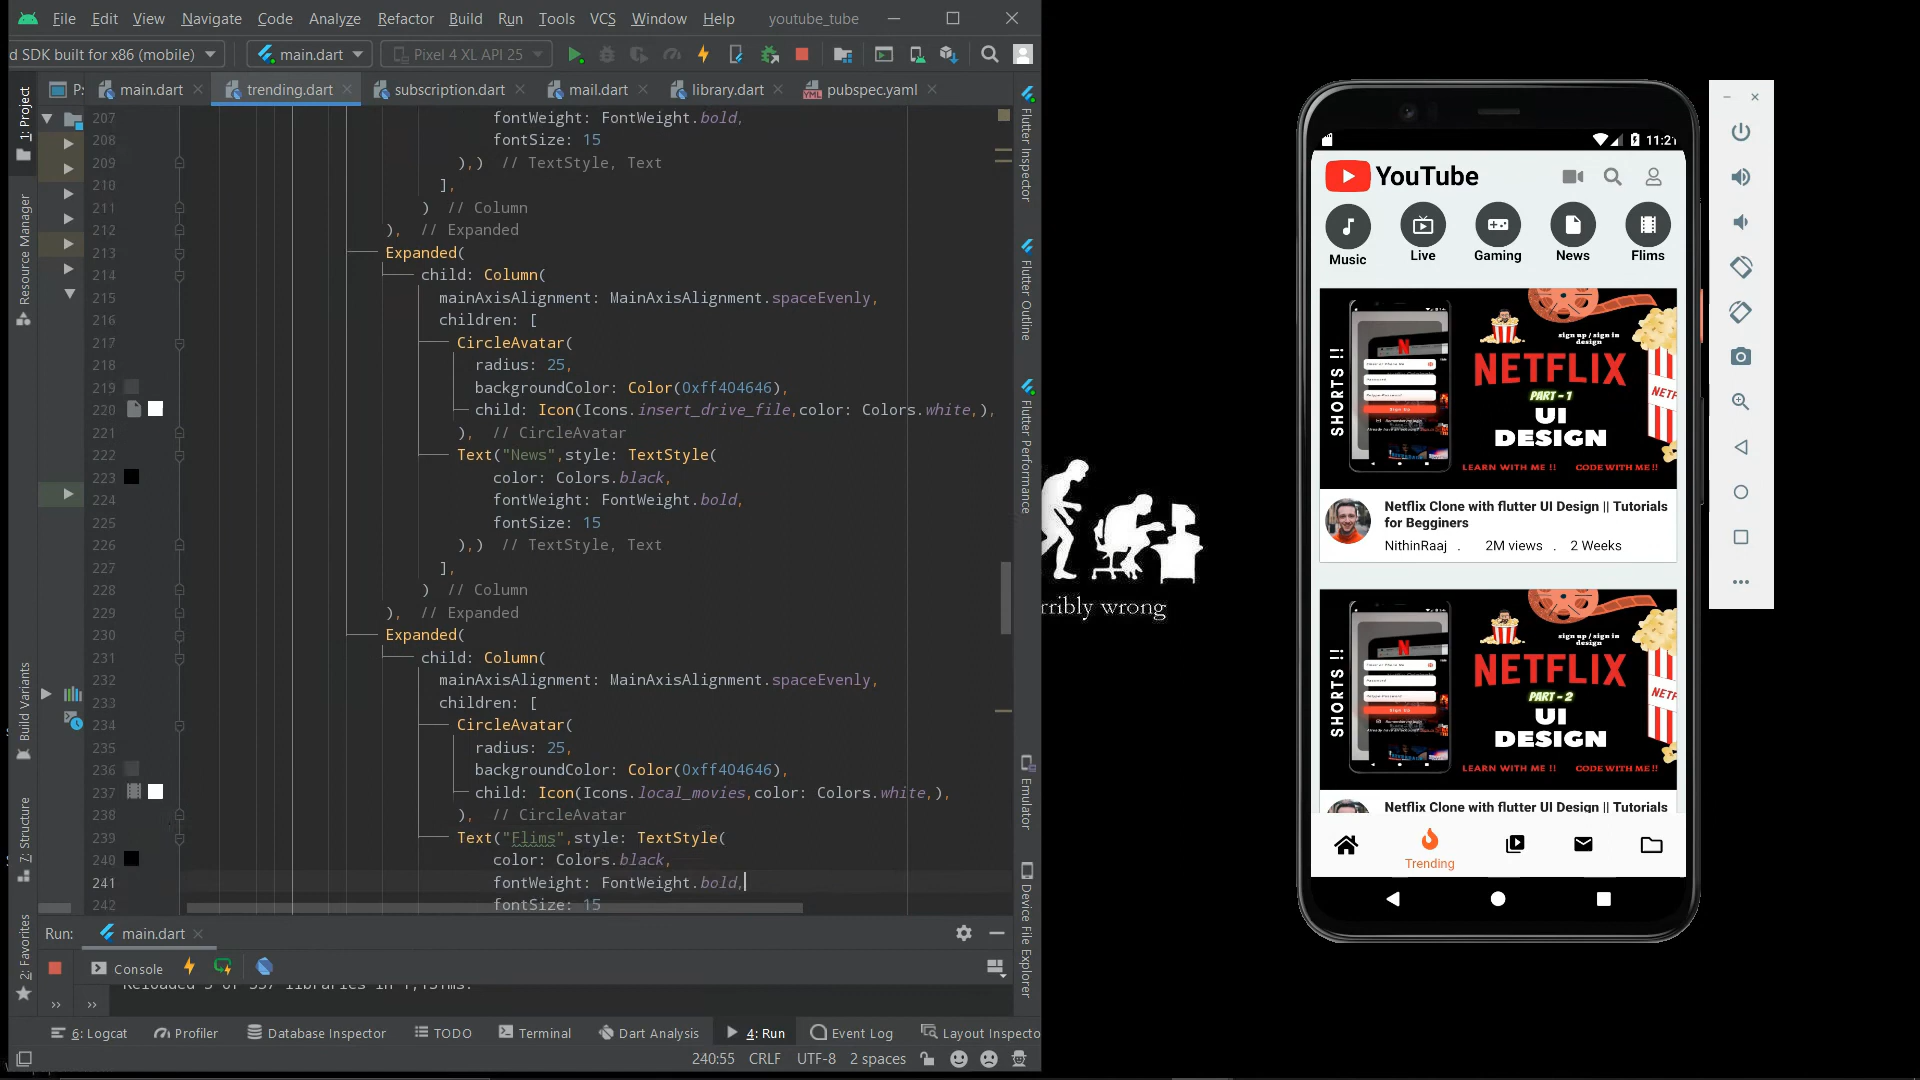 File Edit View Navigate Code Analyze Refactor Build Run Tools VCS Window Help youtube_tube
d SDK built for x86 (mobile) main.dart Pixel 4 XL API 25
main.dart trending.dart subscription.dart mail.dart library.dart pubspec.yaml
1: Project
Resource Manager
Build Variants
7: Structure
2: Favorites
207 fontWeight: FontWeight.bold,
208 fontSize: 15
209 ),) // TextStyle, Text
210 ],
211 ) // Column
212 ), // Expanded
213 Expanded(
214 child: Column(
215 mainAxisAlignment: MainAxisAlignment.spaceEvenly,
216 children: [
217 CircleAvatar(
218 radius: 25,
219 backgroundColor: Color(0xff404646),
220 child: Icon(Icons.insert_drive_file,color: Colors.white,),
221 ), // CircleAvatar
222 Text("News",style: TextStyle(
223 color: Colors.black,
224 fontWeight: FontWeight.bold,
225 fontSize: 15
226 ),) // TextStyle, Text
227 ],
228 ) // Column
229 ), // Expanded
230 Expanded(
231 child: Column(
232 mainAxisAlignment: MainAxisAlignment.spaceEvenly,
233 children: [
234 CircleAvatar(
235 radius: 25,
236 backgroundColor: Color(0xff404646),
237 child: Icon(Icons.local_movies,color: Colors.white,),
238 ), // CircleAvatar
239 Text("Flims",style: TextStyle(
240 color: Colors.black,
241 fontWeight: FontWeight.bold,
242 fontSize: 15
Flutter Inspector
Flutter Outline
Flutter Performance
Emulator
Device File Explorer
Run: main.dart
Console
6: Logcat Profiler Database Inspector TODO Terminal Dart Analysis 4: Run Event Log Layout Inspecto
240:55 CRLF UTF-8 2 spaces
rribly wrong
11:2
YouTube
Music Live Gaming News Flims
SHORTS !!
sign up / sign in
design
NETFLIX
PART - 1
UI
DESIGN
LEARN WITH ME !! CODE WITH ME !!
Netflix Clone with flutter UI Design || Tutorials
for Begginers
NithinRaaj . 2M views . 2 Weeks
SHORTS !!
sign up / sign in
design
NETFLIX
PART - 2
UI
DESIGN
LEARN WITH ME !! CODE WITH ME !!
Netflix Clone with flutter UI Design || Tutorials
Trending